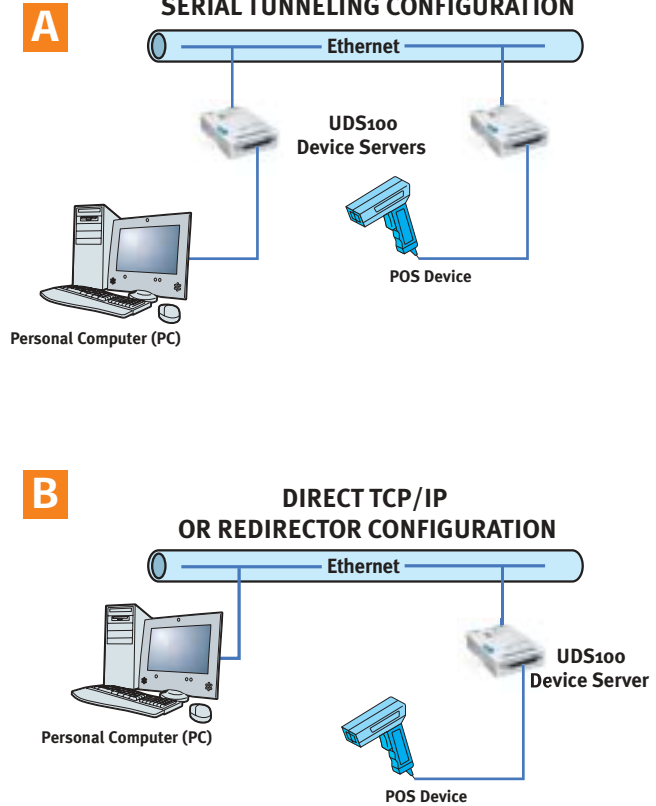 A
SERIAL TUNNELING CONFIGURATION
Ethernet
UDS100
Device Servers
POS Device
Personal Computer (PC)
B
DIRECT TCP/IP
OR REDIRECTOR CONFIGURATION
Ethernet
UDS100
Device Server
Personal Computer (PC)
POS Device